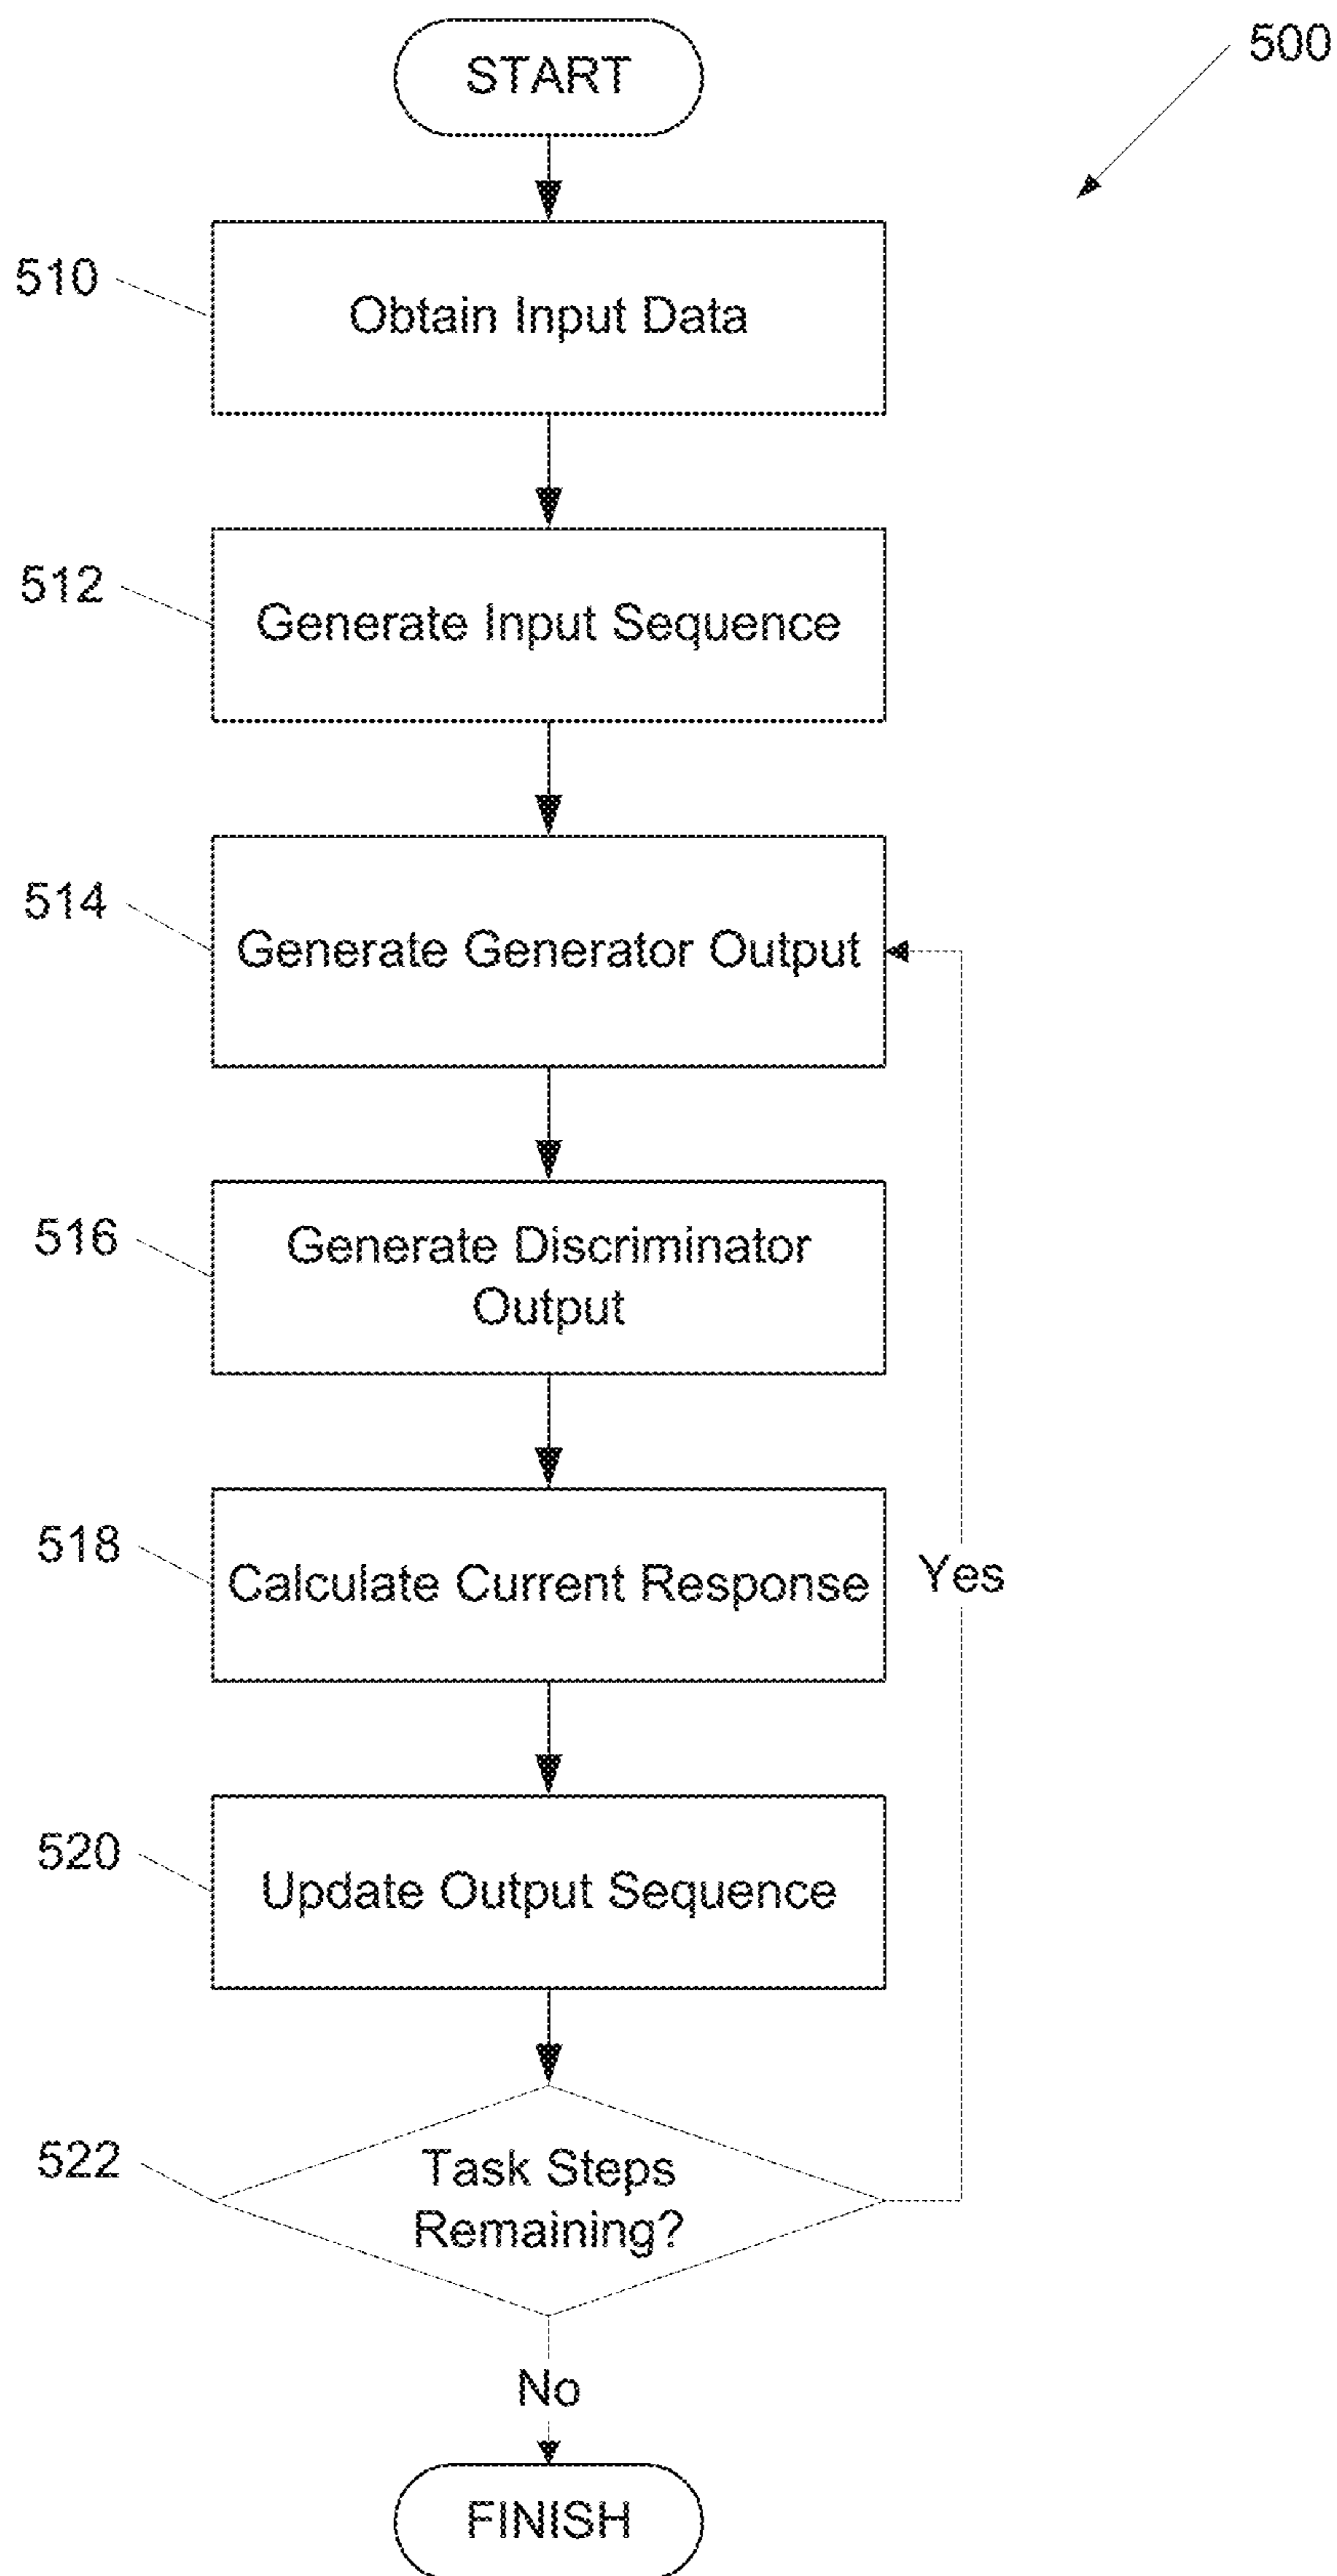 START
500
510
Obtain Input Data
512
Generate Input Sequence
514
Generate Generator Output
516
Generate Discriminator
Output
518
Calculate Current Response
Yes
520
Update Output Sequence
522
Task Steps
Remaining?
No
FINISH